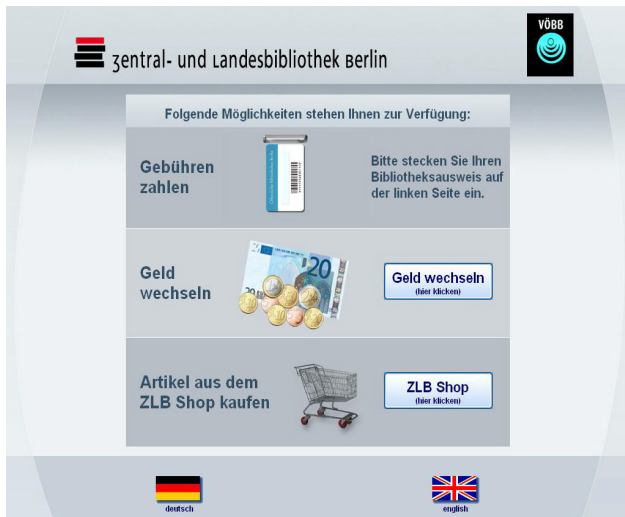 VÖBB
Zentral- und Landesbibliothek Berlin
Folgende Möglichkeiten stehen Ihnen zur Verfügung:
Gebühren
zahlen
Bitte stecken Sie Ihren
Bibliotheksausweis auf
der linken Seite ein.
Geld
wechseln
20
20
Geld wechseln
(hier klicken)
Artikel aus dem
ZLB Shop kaufen
ZLB Shop
(hier klicken)
deutsch
english